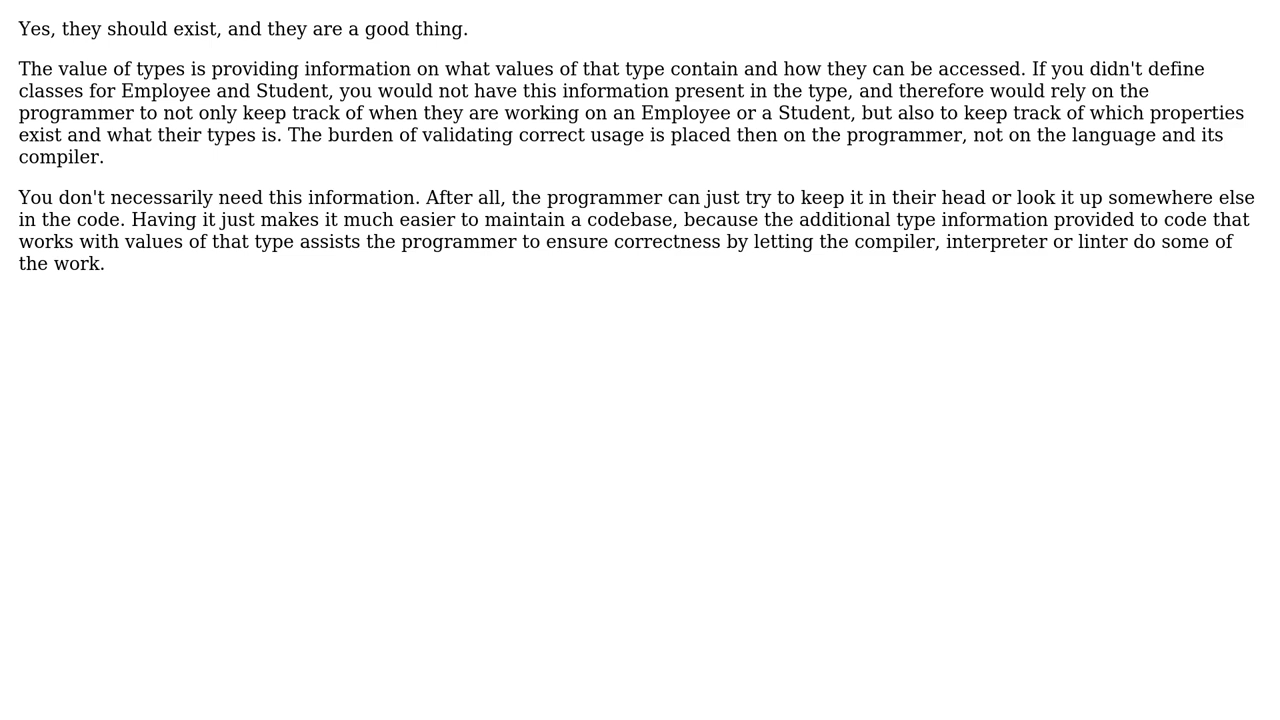 Yes, they should exist, and they are a good thing.
The value of types is providing information on what values of that type contain and how they can be accessed. If you didn't define
classes for Employee and Student, you would not have this information present in the type, and therefore would rely on the
programmer to not only keep track of when they are working on an Employee or a Student, but also to keep track of which properties
exist and what their types is. The burden of validating correct usage is placed then on the programmer, not on the language and its
compiler.
You don't necessarily need this information. After all, the programmer can just try to keep it in their head or look it up somewhere else
in the code. Having it just makes it much easier to maintain a codebase, because the additional type information provided to code that
works with values of that type assists the programmer to ensure correctness by letting the compiler, interpreter or linter do some of
the work.